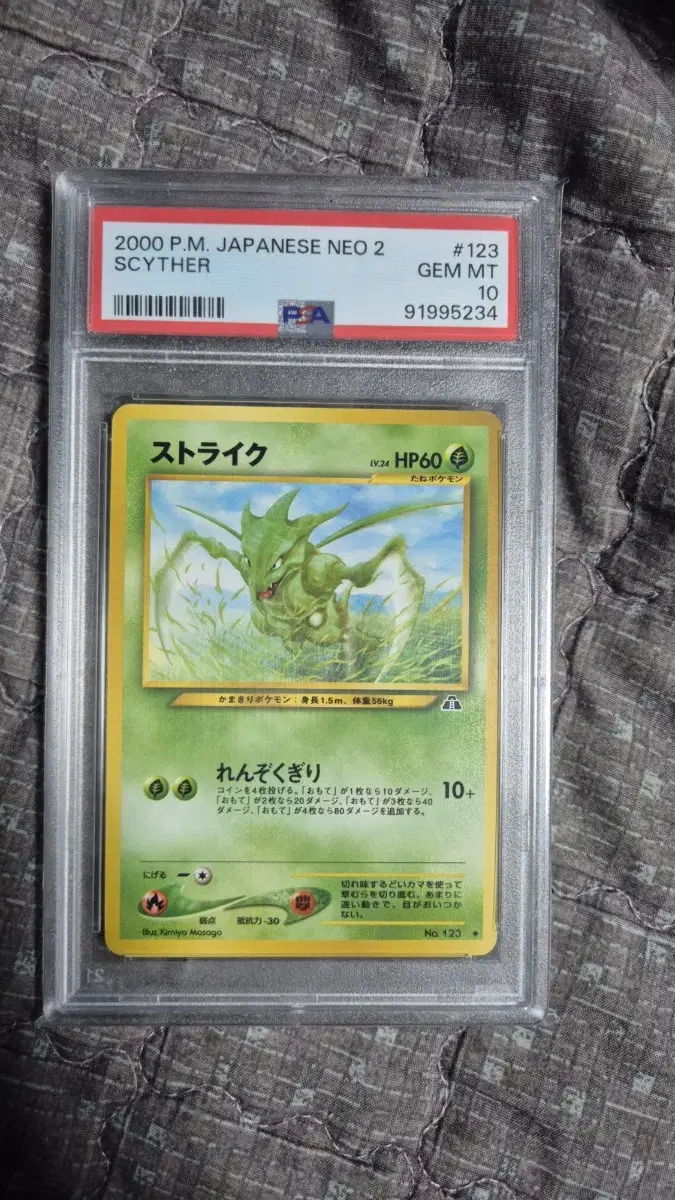 2000 P.M. JAPANESE NEO 2 #123
SCYTHER GEM MT
10
91995234
PSA
ストライク LV.24 HP60
たねポケモン
かまきりポケモン：身長1.5m、体重56kg
れんぞくぎり
コインを4枚投げる。「おもて」が1枚なら10ダメージ、
「おもて」が2枚なら20ダメージ、「おもて」が3枚なら40
ダメージ、「おもて」が4枚なら80ダメージを追加する。
10+
にげる
弱点 抵抗力-30
切れ味するどいカマを使って
草むらを切り進む。あまりに
速い動きで、目がおいつか
ない。
Illus. Kimiya Masago No. 123